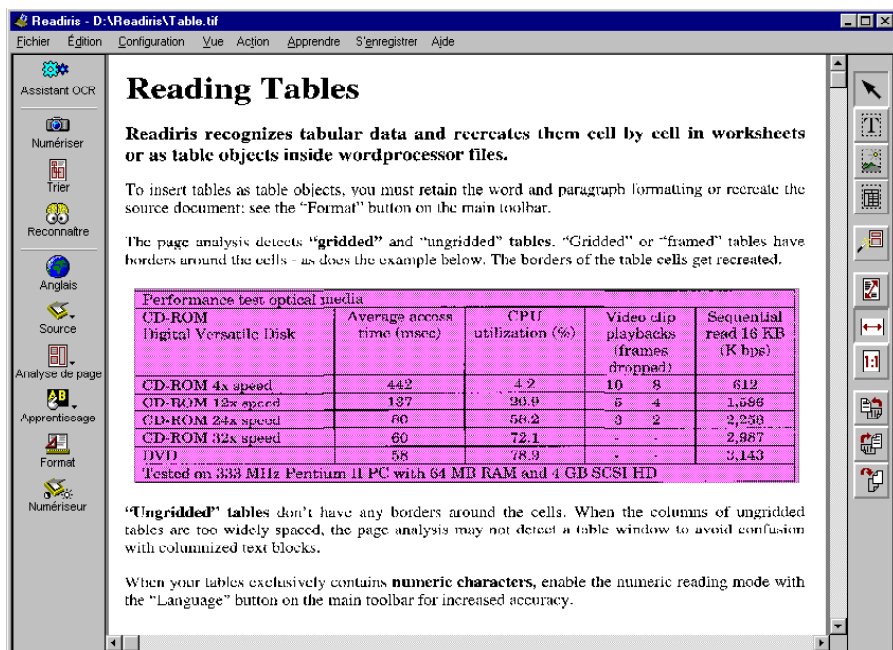 Readiris - D:\Readiris\Table.tif
Fichier Édition Configuration Vue Action Apprendre S'enregistrer Aide
Assistant OCR
Numériser
Trier
Reconnaître
Anglais
Source
Analyse de page
Apprentissage
Format
Numériseur
Reading Tables
Readiris recognizes tabular data and recreates them cell by cell in worksheets
or as table objects inside wordprocessor files.
To insert tables as table objects, you must retain the word and paragraph formatting or recreate the
source document: see the “Format” button on the main toolbar.
The page analysis detects “gridded” and “ungridded” tables. “Gridded” or “framed” tables have
borders around the cells - as does the example below. The borders of the table cells get recreated.
Performance test optical media
CD-ROM Average access CPU Video clip Sequential
Digital Versatile Disk time (msec) utilization (%) playbacks read 16 KB
(frames (K bps)
dropped)
CD-ROM 4x speed 442 4.2 10 8 612
CD-ROM 12x speed 137 5 4 1,586
CD-ROM 24x speed 80 58.2 3 2 2,258
CD-ROM 32x speed 60 72.1 - - 2,987
DVD 58 78.9 - - 3,143
Tested on 333 MHz Pentium II PC with 64 MB RAM and 4 GB SCSI HD
“Ungridded” tables don't have any borders around the cells. When the columns of ungridded
tables are too widely spaced, the page analysis may not detect a table window to avoid confusion
with columnized text blocks.
When your tables exclusively contains numeric characters, enable the numeric reading mode with
the “Language” button on the main toolbar for increased accuracy.
T
1:1